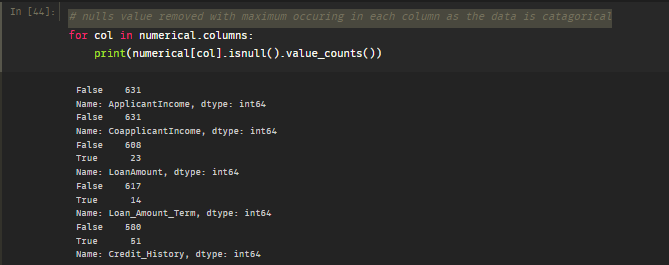 In [44]: # nulls value removed with maximum occuring in each column as the data is catagorical
for col in numerical.columns:
    print(numerical[col].isnull().value_counts())
False    631
Name: ApplicantIncome, dtype: int64
False    631
Name: CoapplicantIncome, dtype: int64
False    608
True      23
Name: LoanAmount, dtype: int64
False    617
True      14
Name: Loan_Amount_Term, dtype: int64
False    580
True      51
Name: Credit_History, dtype: int64